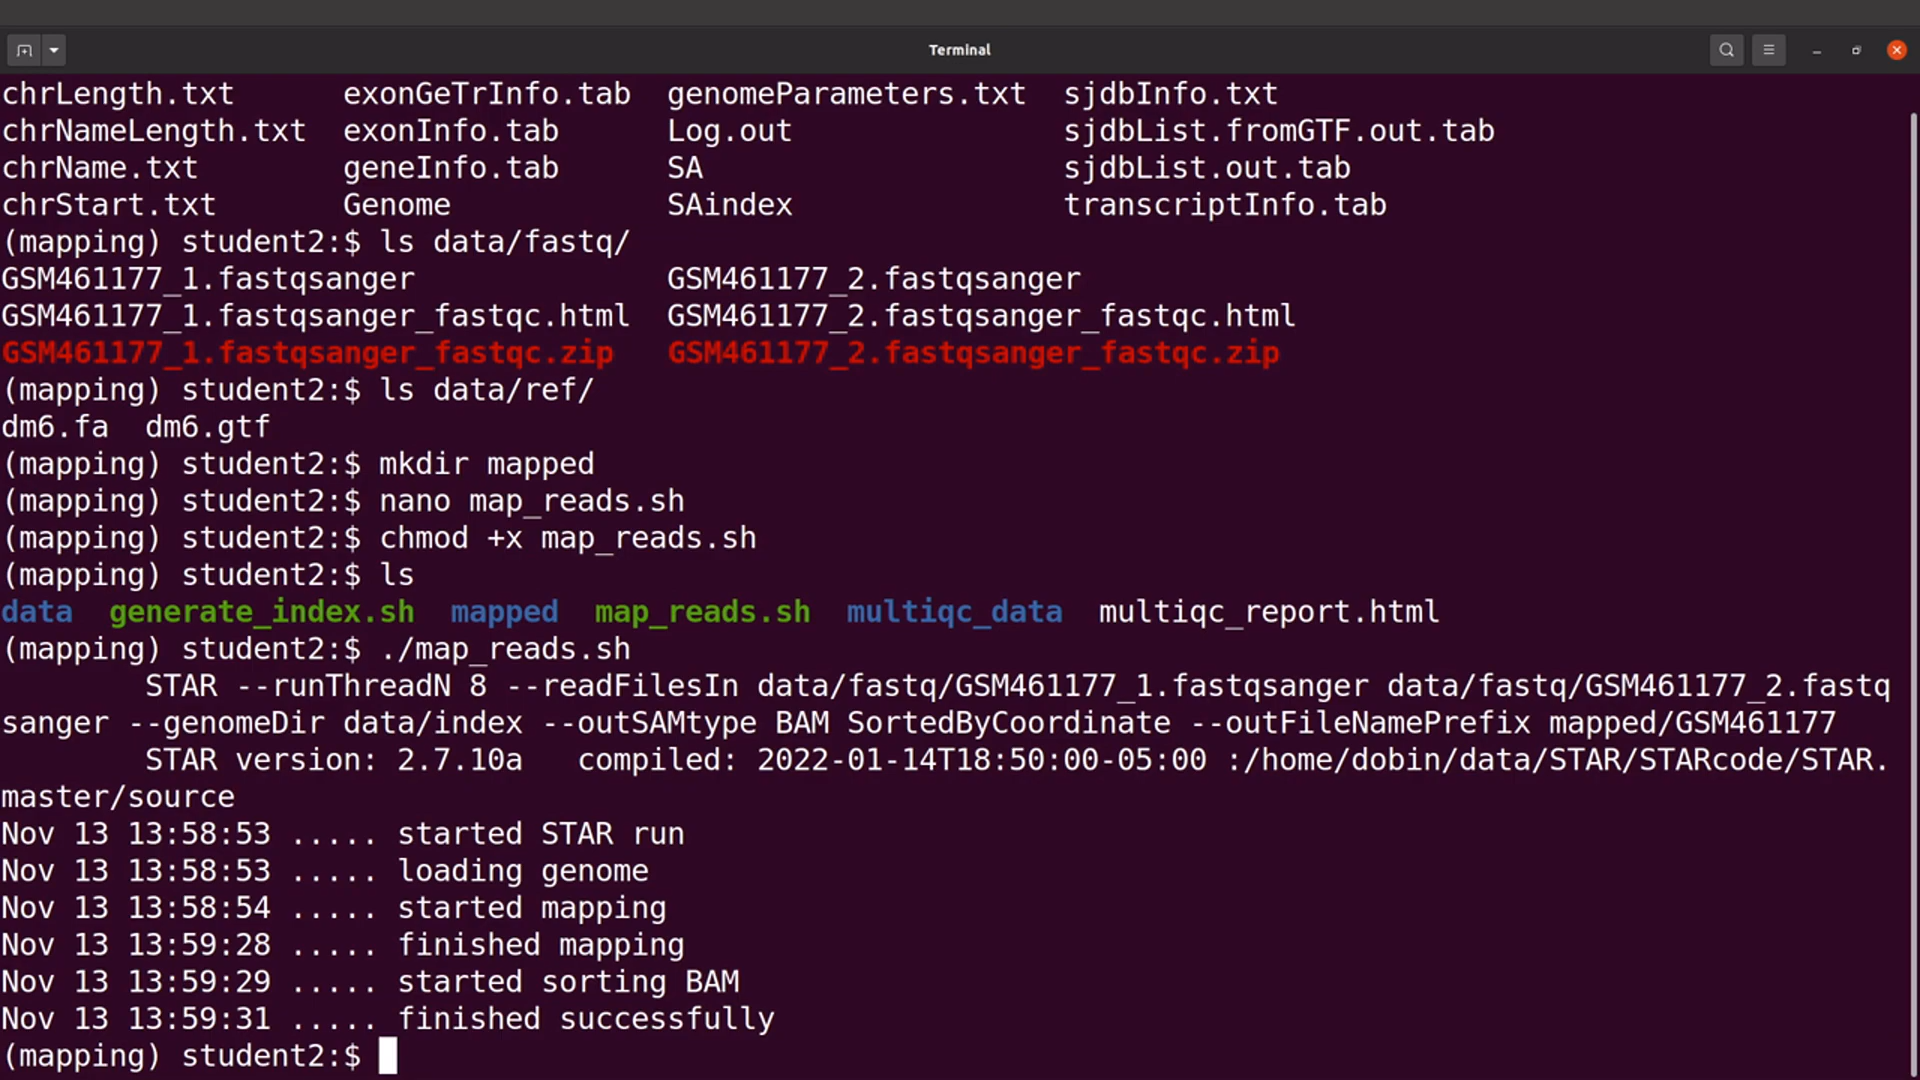 Terminal
chrLength.txt      exonGeTrInfo.tab  genomeParameters.txt  sjdbInfo.txt
chrNameLength.txt  exonInfo.tab      Log.out               sjdbList.fromGTF.out.tab
chrName.txt        geneInfo.tab      SA                    sjdbList.out.tab
chrStart.txt       Genome            SAindex               transcriptInfo.tab
(mapping) student2:$ ls data/fastq/
GSM461177_1.fastqsanger              GSM461177_2.fastqsanger
GSM461177_1.fastqsanger_fastqc.html  GSM461177_2.fastqsanger_fastqc.html
GSM461177_1.fastqsanger_fastqc.zip   GSM461177_2.fastqsanger_fastqc.zip
(mapping) student2:$ ls data/ref/
dm6.fa  dm6.gtf
(mapping) student2:$ mkdir mapped
(mapping) student2:$ nano map_reads.sh
(mapping) student2:$ chmod +x map_reads.sh
(mapping) student2:$ ls
data  generate_index.sh  mapped  map_reads.sh  multiqc_data  multiqc_report.html
(mapping) student2:$ ./map_reads.sh
        STAR --runThreadN 8 --readFilesIn data/fastq/GSM461177_1.fastqsanger data/fastq/GSM461177_2.fastq
sanger --genomeDir data/index --outSAMtype BAM SortedByCoordinate --outFileNamePrefix mapped/GSM461177
        STAR version: 2.7.10a   compiled: 2022-01-14T18:50:00-05:00 :/home/dobin/data/STAR/STARcode/STAR.
master/source
Nov 13 13:58:53 ..... started STAR run
Nov 13 13:58:53 ..... loading genome
Nov 13 13:58:54 ..... started mapping
Nov 13 13:59:28 ..... finished mapping
Nov 13 13:59:29 ..... started sorting BAM
Nov 13 13:59:31 ..... finished successfully
(mapping) student2:$